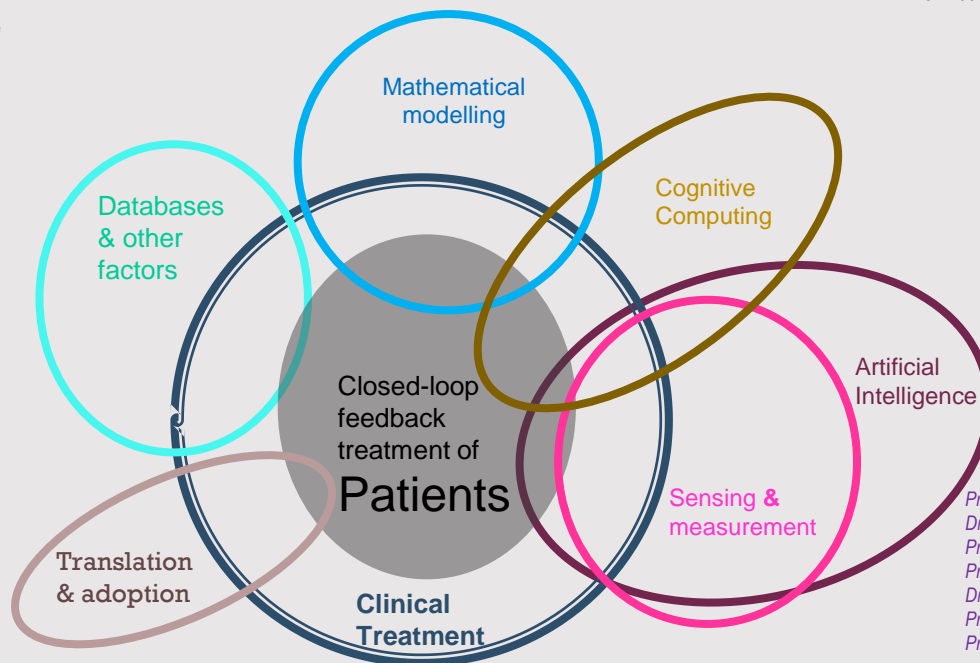 Mathematical
modelling
Cognitive
Computing
Databases
& other
factors
Artificial
Intelligence
Closed-loop
feedback
treatment of
Patients
Sensing &
measurement
Translation
& adoption
Clinical
Treatment